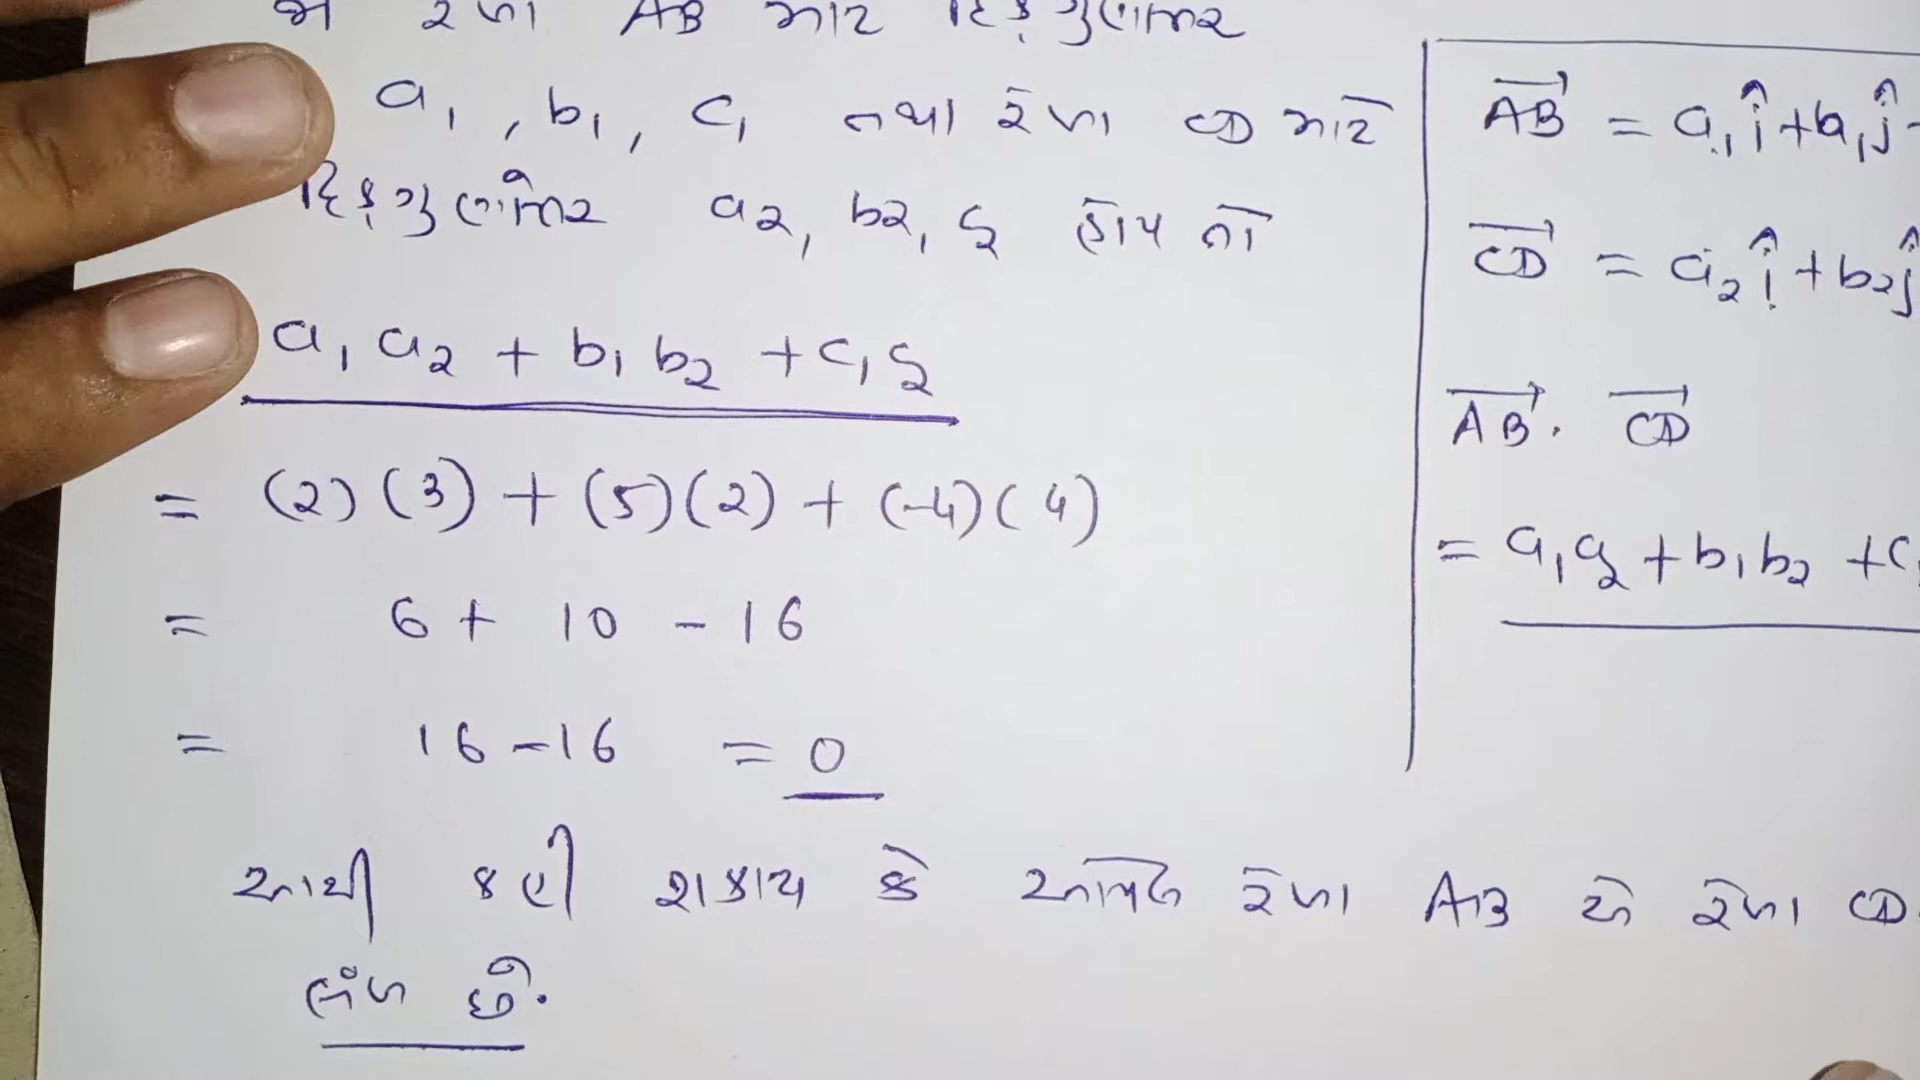 રેખા AB માટે દિક્ગુણોત્તર
a₁, b₁, c₁ તથા રેખા CD માટે
દિક્ગુણોત્તર a₂, b₂, c₂ હોય તો
a₁a₂ + b₁b₂ + c₁c₂
= (2)(3) + (5)(2) + (-4)(4)
= 6 + 10 - 16
= 16 - 16 = 0
આથી કહી શકાય કે આપેલ રેખા AB એ રેખા CD
લંબ છે.
AB⃗ = a₁î + b₁ĵ
CD⃗ = a₂î + b₂ĵ
AB⃗ . CD⃗
= a₁a₂ + b₁b₂ + c